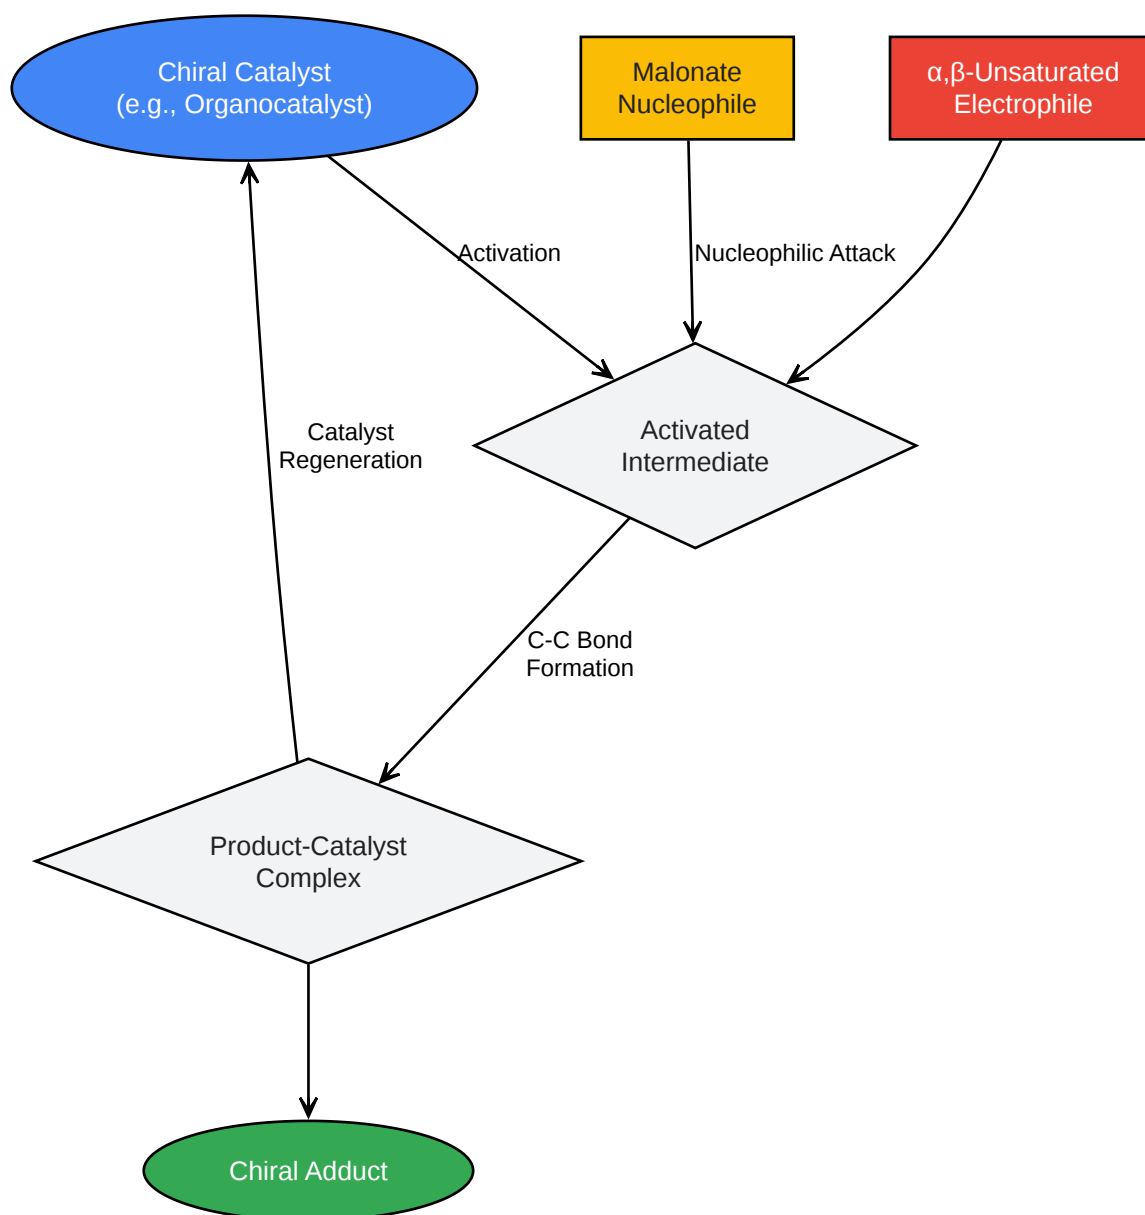 Chiral Catalyst
(e.g., Organocatalyst)
Malonate
Nucleophile
α,β-Unsaturated
Electrophile
Activation
Nucleophilic Attack
Activated
Intermediate
Catalyst
Regeneration
C-C Bond
Formation
Product-Catalyst
Complex
Chiral Adduct